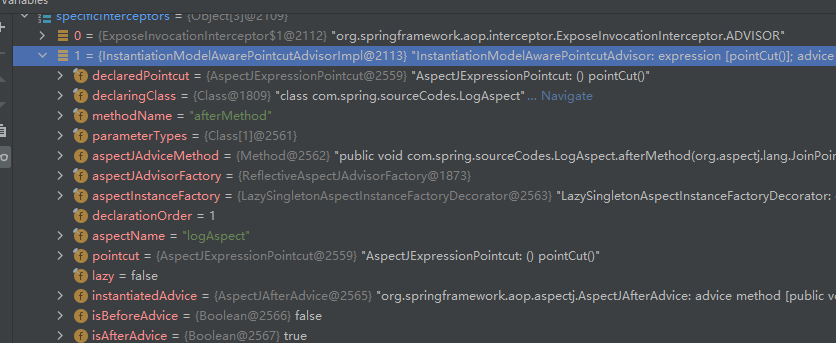 Variables
specificInterceptors = {Object[3]@2109}
0 = {ExposeInvocationInterceptor$1@2112} "org.springframework.aop.interceptor.ExposeInvocationInterceptor.ADVISOR"
1 = {InstantiationModelAwarePointcutAdvisorImpl@2113} "InstantiationModelAwarePointcutAdvisor: expression [pointCut()]; advice
declaredPointcut = {AspectJExpressionPointcut@2559} "AspectJExpressionPointcut: () pointCut()"
declaringClass = {Class@1809} "class com.spring.sourceCodes.LogAspect"... Navigate
methodName = "afterMethod"
parameterTypes = {Class[1]@2561}
aspectJAdviceMethod = {Method@2562} "public void com.spring.sourceCodes.LogAspect.afterMethod(org.aspectj.lang.JoinPoin
aspectJAdvisorFactory = {ReflectiveAspectJAdvisorFactory@1873}
aspectInstanceFactory = {LazySingletonAspectInstanceFactoryDecorator@2563} "LazySingletonAspectInstanceFactoryDecorator:
declarationOrder = 1
aspectName = "logAspect"
pointcut = {AspectJExpressionPointcut@2559} "AspectJExpressionPointcut: () pointCut()"
lazy = false
instantiatedAdvice = {AspectJAfterAdvice@2565} "org.springframework.aop.aspectj.AspectJAfterAdvice: advice method [public v
isBeforeAdvice = {Boolean@2566} false
isAfterAdvice = {Boolean@2567} true